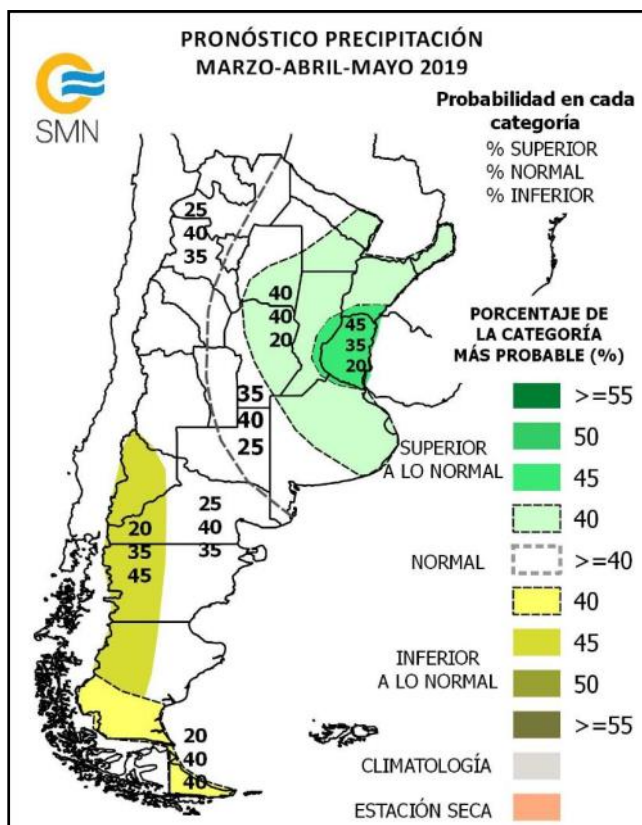 PRONÓSTICO PRECIPITACIÓN
MARZO-ABRIL-MAYO 2019
SMN
Probabilidad en cada
categoría
% SUPERIOR
% NORMAL
% INFERIOR
25
40
35
40
40
20
45
35
20
35
40
25
25
40
35
20
35
45
20
40
40
PORCENTAJE DE
LA CATEGORÍA
MÁS PROBABLE (%)
>=55
50
SUPERIOR
A LO NORMAL
45
40
NORMAL
>=40
40
45
INFERIOR
A LO NORMAL
50
>=55
CLIMATOLOGÍA
ESTACIÓN SECA